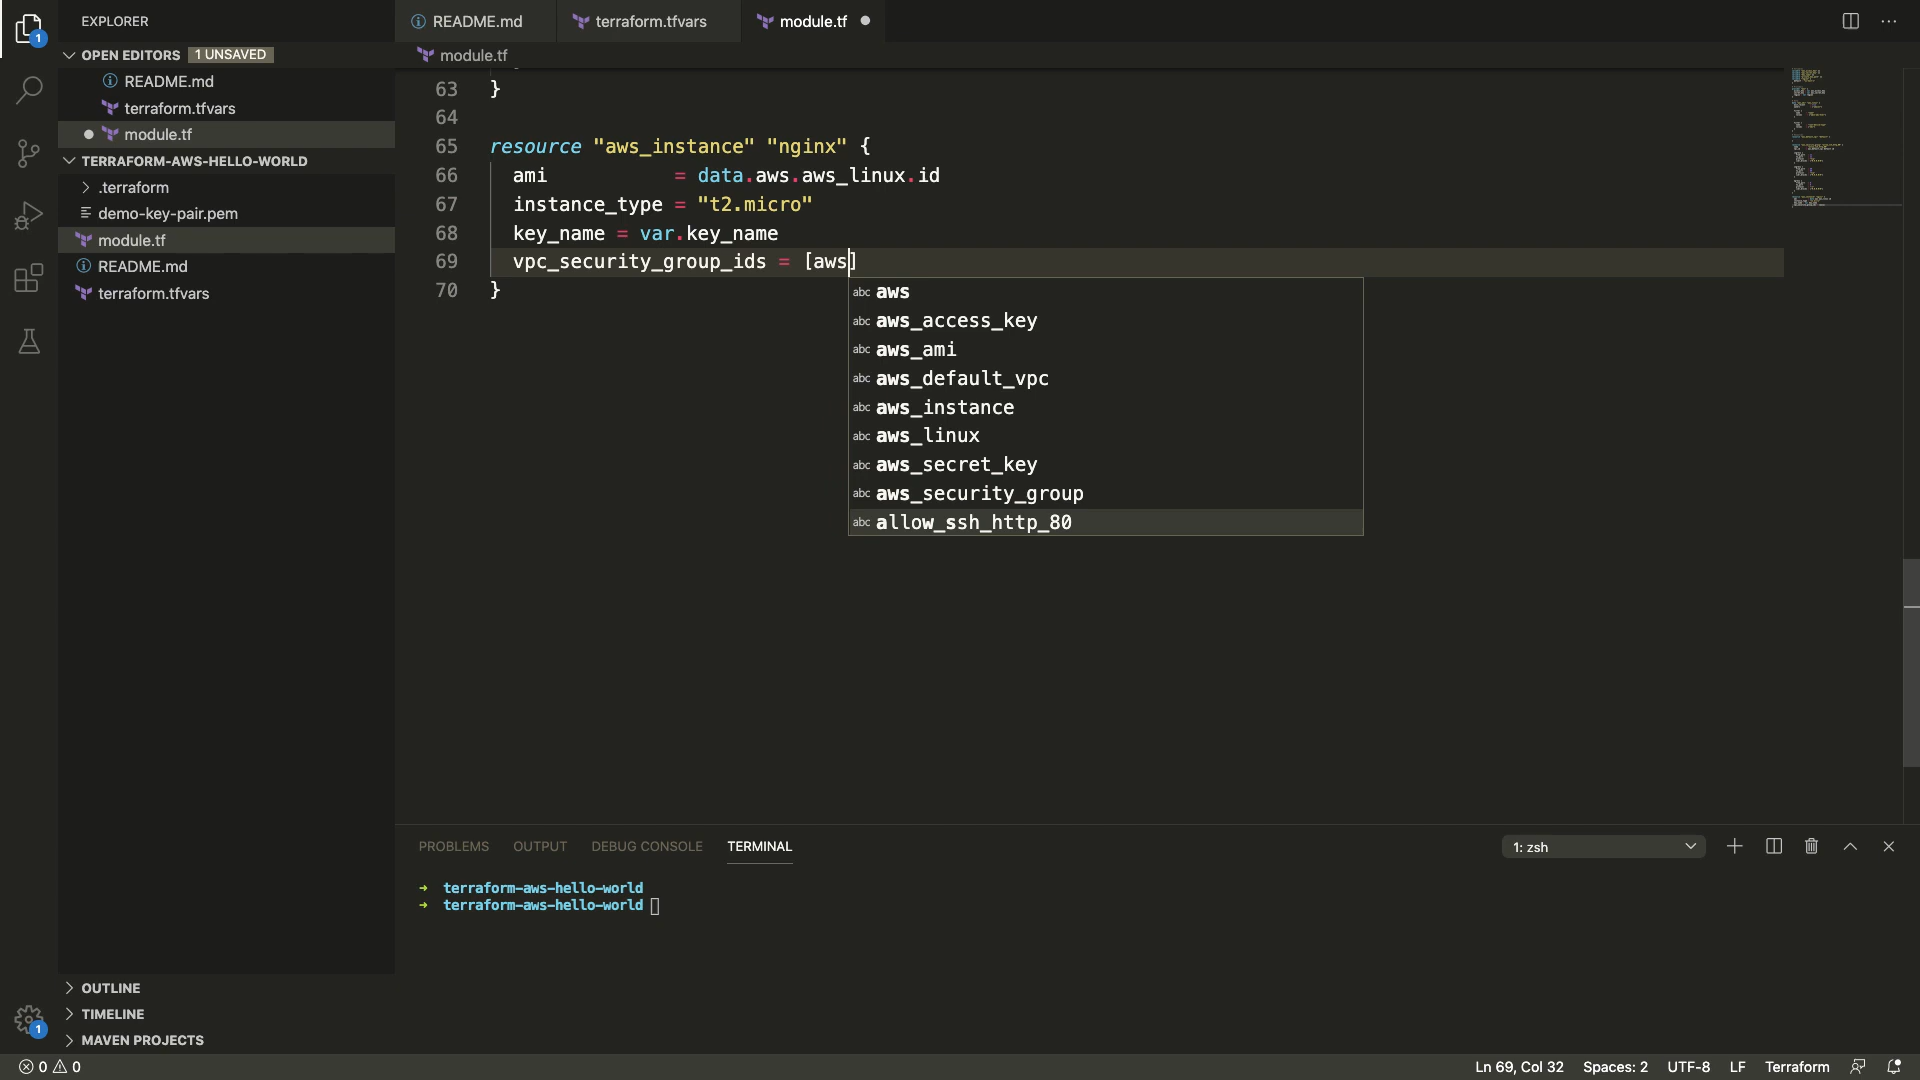 EXPLORER
README.md
terraform.tfvars
module.tf
1
OPEN EDITORS 1 UNSAVED
module.tf
README.md
terraform.tfvars
module.tf
TERRAFORM-AWS-HELLO-WORLD
.terraform
demo-key-pair.pem
module.tf
README.md
terraform.tfvars
63 }
64
65 resource "aws_instance" "nginx" {
66 ami = data.aws.aws_linux.id
67 instance_type = "t2.micro"
68 key_name = var.key_name
69 vpc_security_group_ids = [aws]
70 }
abc aws
abc aws_access_key
abc aws_ami
abc aws_default_vpc
abc aws_instance
abc aws_linux
abc aws_secret_key
abc aws_security_group
abc allow_ssh_http_80
PROBLEMS OUTPUT DEBUG CONSOLE TERMINAL
1: zsh
→ terraform-aws-hello-world
→ terraform-aws-hello-world
OUTLINE
TIMELINE
MAVEN PROJECTS
1
0 0
Ln 69, Col 32 Spaces: 2 UTF-8 LF Terraform